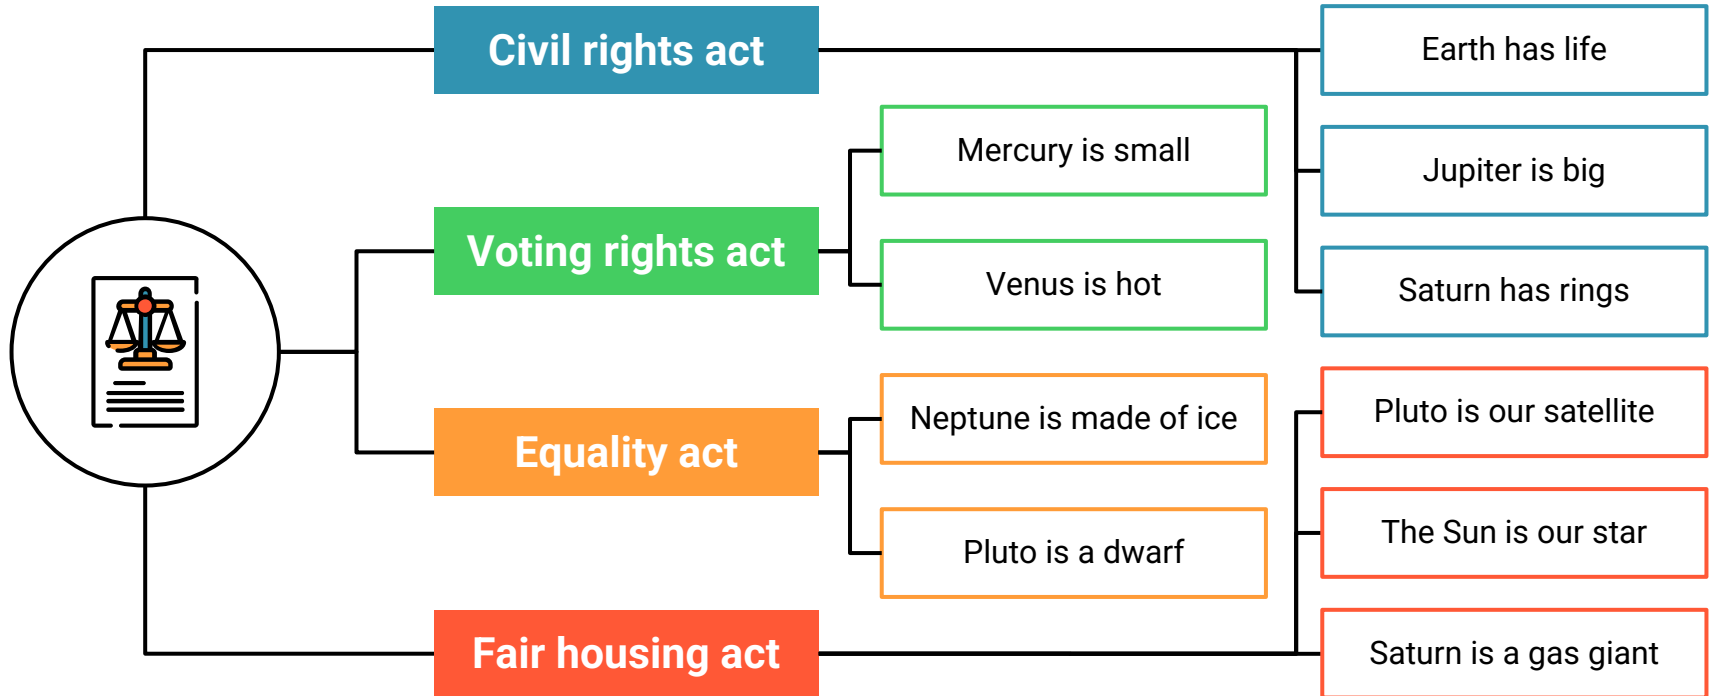 Civil rights act
Earth has life
Jupiter is big
Saturn has rings
Voting rights act
Mercury is small
Venus is hot
Equality act
Neptune is made of ice
Pluto is a dwarf
Fair housing act
Pluto is our satellite
The Sun is our star
Saturn is a gas giant